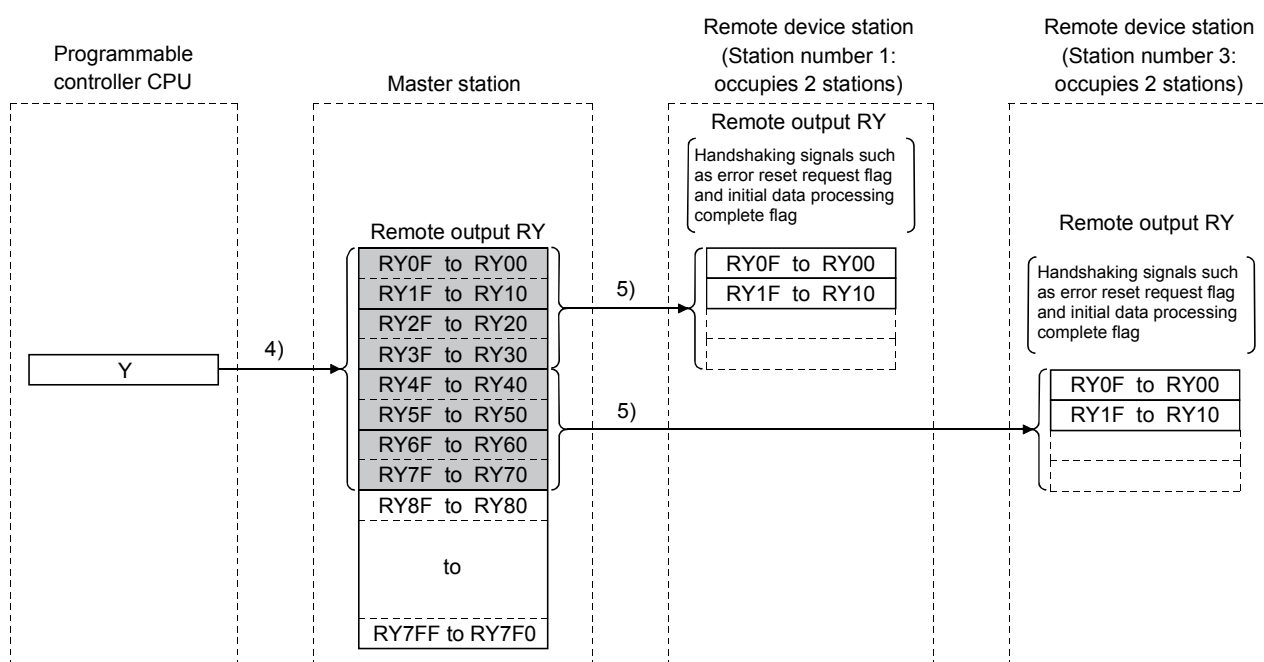 Programmable
controller CPU
Master station
Remote device station
(Station number 1:
occupies 2 stations)
Remote device station
(Station number 3:
occupies 2 stations)
Y
4)
Remote output RY
RY0F to RY00
RY1F to RY10
RY2F to RY20
RY3F to RY30
RY4F to RY40
RY5F to RY50
RY6F to RY60
RY7F to RY70
RY8F to RY80
to
RY7FF to RY7F0
5)
5)
Remote output RY
Handshaking signals such
as error reset request flag
and initial data processing
complete flag
RY0F to RY00
RY1F to RY10
Remote output RY
Handshaking signals such
as error reset request flag
and initial data processing
complete flag
RY0F to RY00
RY1F to RY10